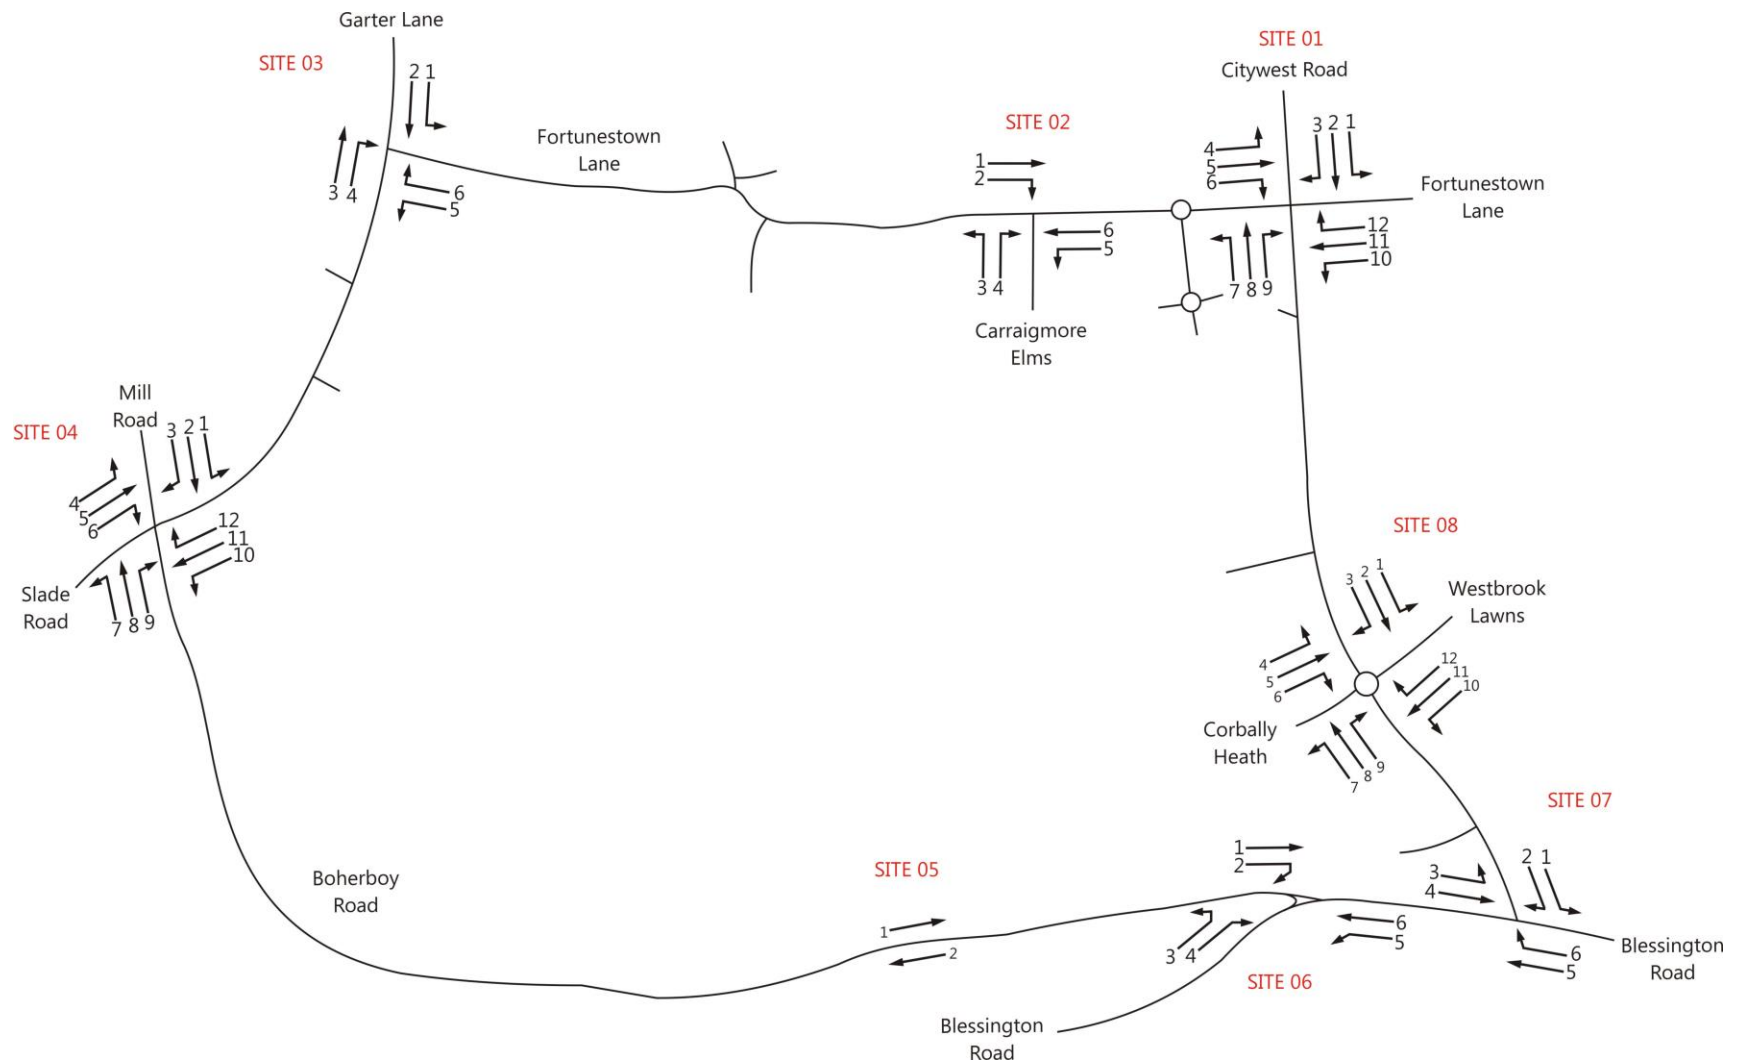 Garter Lane
SITE 03
2 1
3 4
6
5
Fortunestown
Lane
SITE 02
1
2
6
5
3 4
Carraigmore
Elms
SITE 01
Citywest Road
3 2 1
4
5
6
Fortunestown
Lane
12
11
10
7 8 9
Mill
Road
SITE 04
3 2 1
4
5
6
12
11
10
Slade
Road
7 8 9
SITE 08
3 2 1
Westbrook
Lawns
4
5
6
12
11
10
Corbally
Heath
7 8 9
SITE 07
2 1
3
4
6
5
Blessington
Road
SITE 06
1
2
3 4
6
5
Blessington
Road
SITE 05
1
2
Boherboy
Road